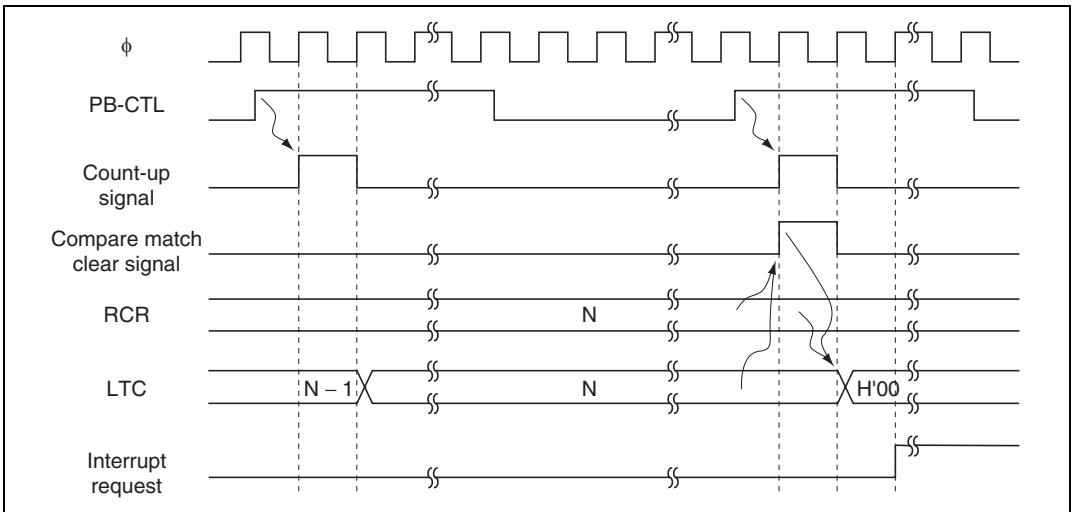 ϕ
PB-CTL
Count-up
signal
Compare match
clear signal
RCR
N
LTC
N – 1
N
H'00
Interrupt
request